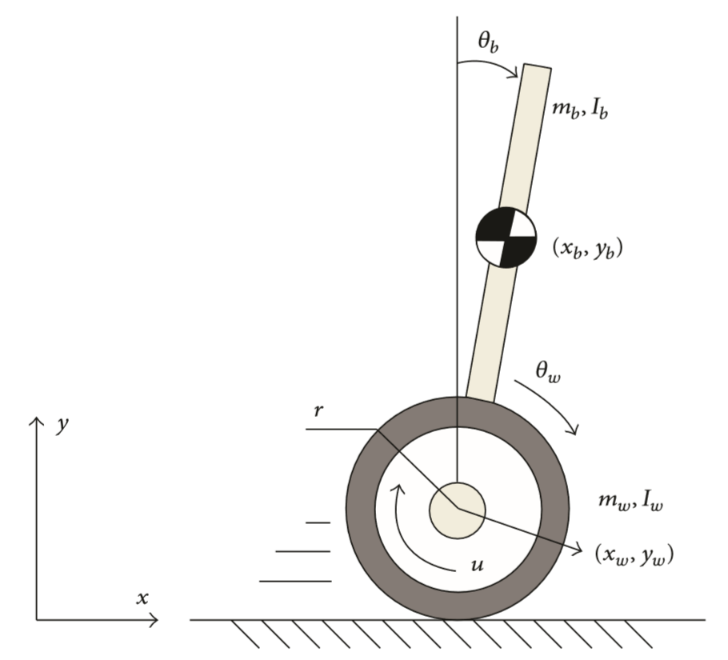 θ_b
m_b, I_b
(x_b, y_b)
θ_w
r
y
m_w, I_w
(x_w, y_w)
u
x